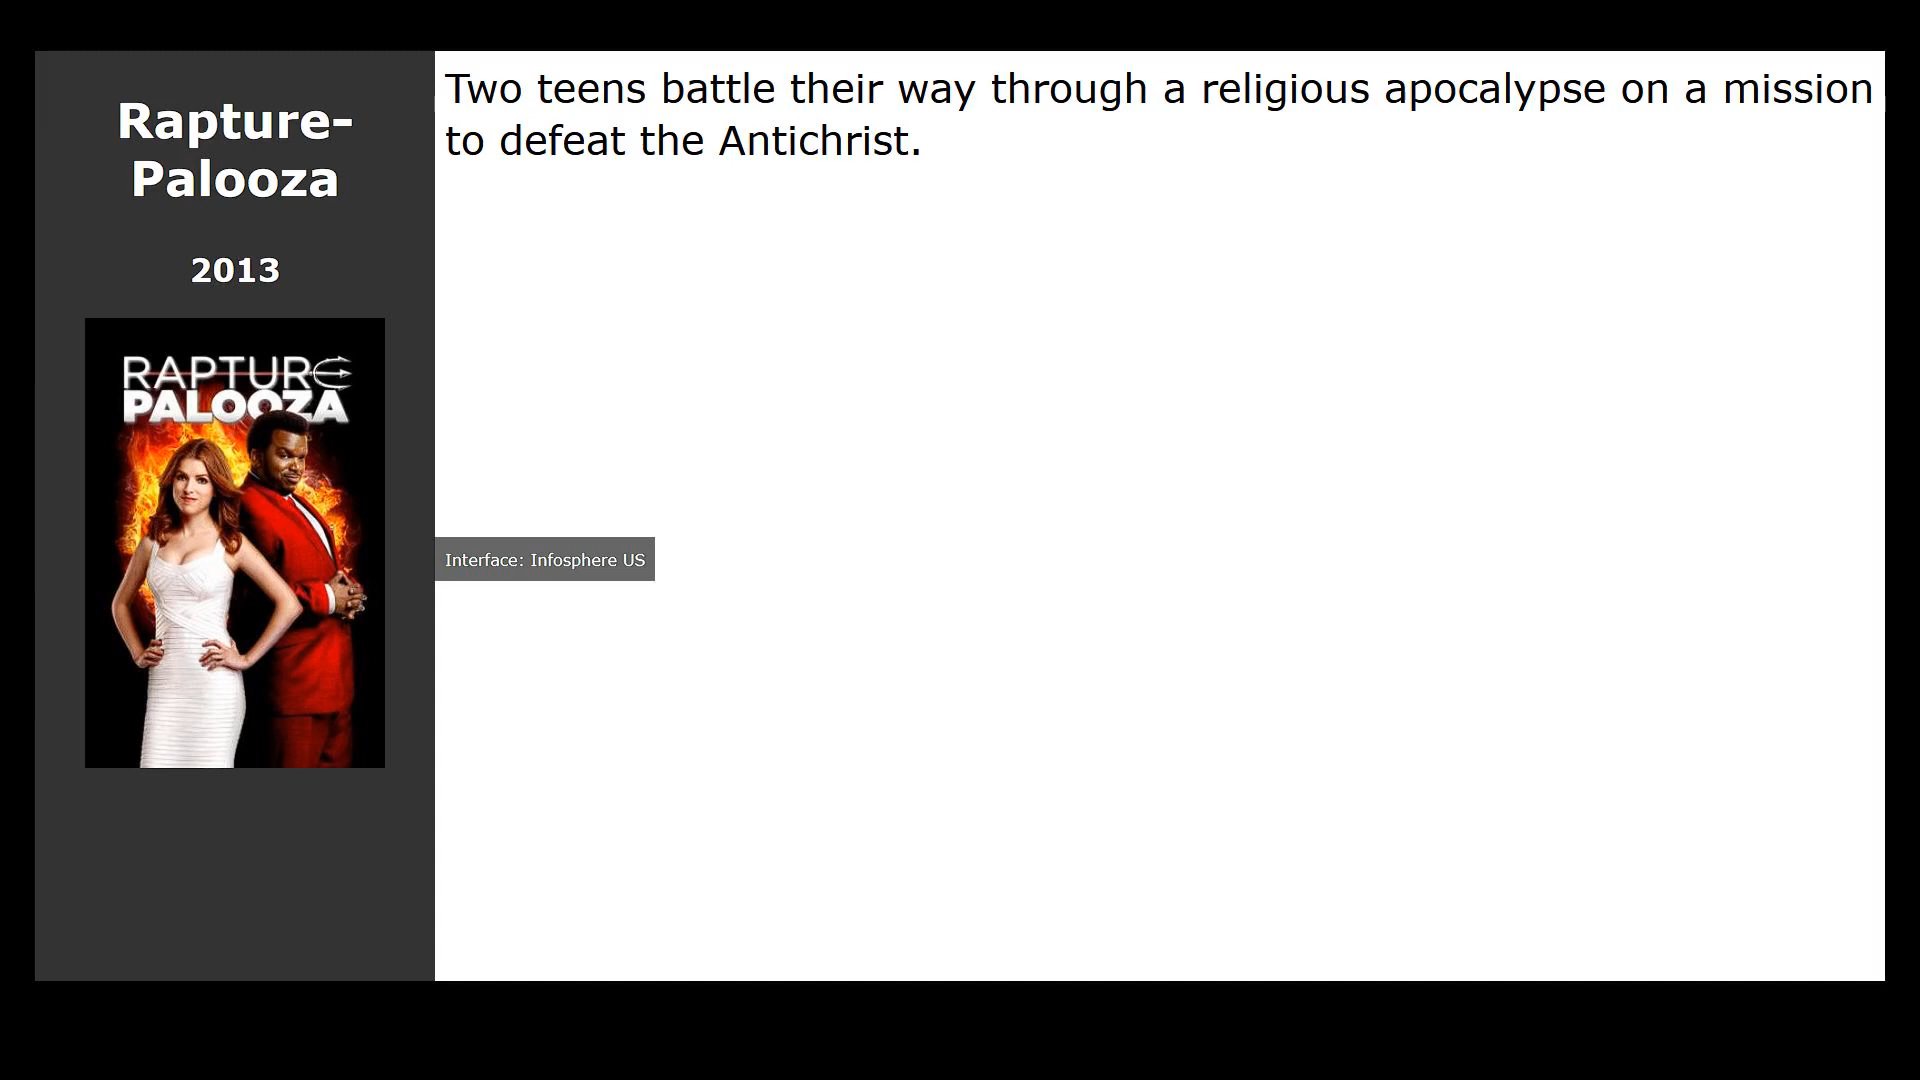 Rapture-
Palooza
2013
RAPTURE
PALOOZA
Two teens battle their way through a religious apocalypse on a mission
to defeat the Antichrist.
Interface: Infosphere US